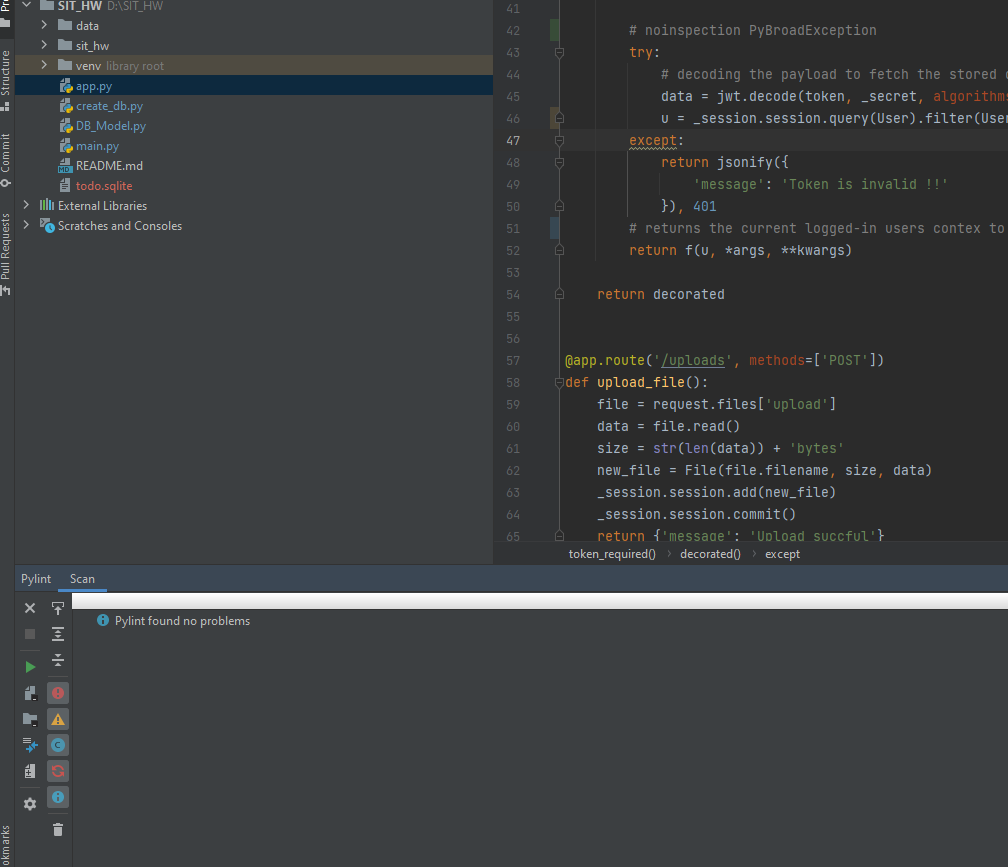 SIT_HW D:\SIT_HW
data
sit_hw
venv library root
app.py
create_db.py
DB_Model.py
main.py
README.md
todo.sqlite
External Libraries
Scratches and Consoles
Structure
Commit
Pull Requests
41
42 # noinspection PyBroadException
43 try:
44 # decoding the payload to fetch the stored
45 data = jwt.decode(token, _secret, algorithms
46 u = _session.session.query(User).filter(User
47 except:
48 return jsonify({
49 'message': 'Token is invalid !!'
50 }), 401
51 # returns the current logged-in users contex to
52 return f(u, *args, **kwargs)
53
54 return decorated
55
56
57 @app.route('/uploads', methods=['POST'])
58 def upload_file():
59 file = request.files['upload']
60 data = file.read()
61 size = str(len(data)) + 'bytes'
62 new_file = File(file.filename, size, data)
63 _session.session.add(new_file)
64 _session.session.commit()
65 return {'message': 'Upload succful'}
token_required() decorated() except
Pylint Scan
Pylint found no problems
okmarks